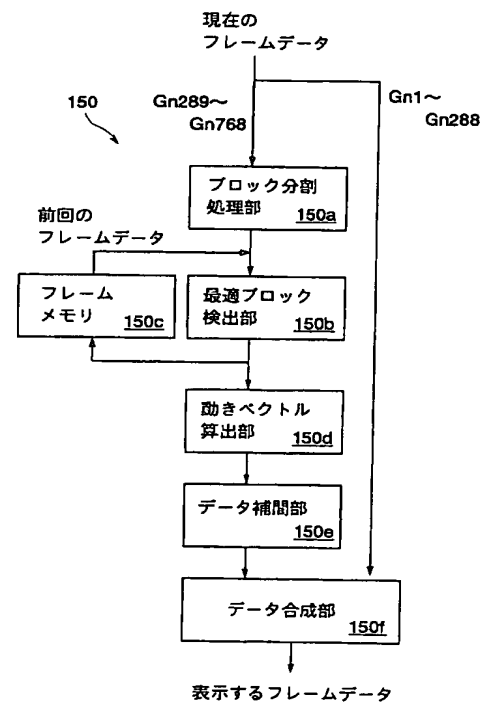 現在の
フレームデータ
150
Gn289〜
Gn768
Gn1〜
Gn288
ブロック分割
処理部
150a
前回の
フレームデータ
フレーム
メモリ
150c
最適ブロック
検出部
150b
動きベクトル
算出部
150d
データ補間部
150e
データ合成部
150f
表示するフレームデータ